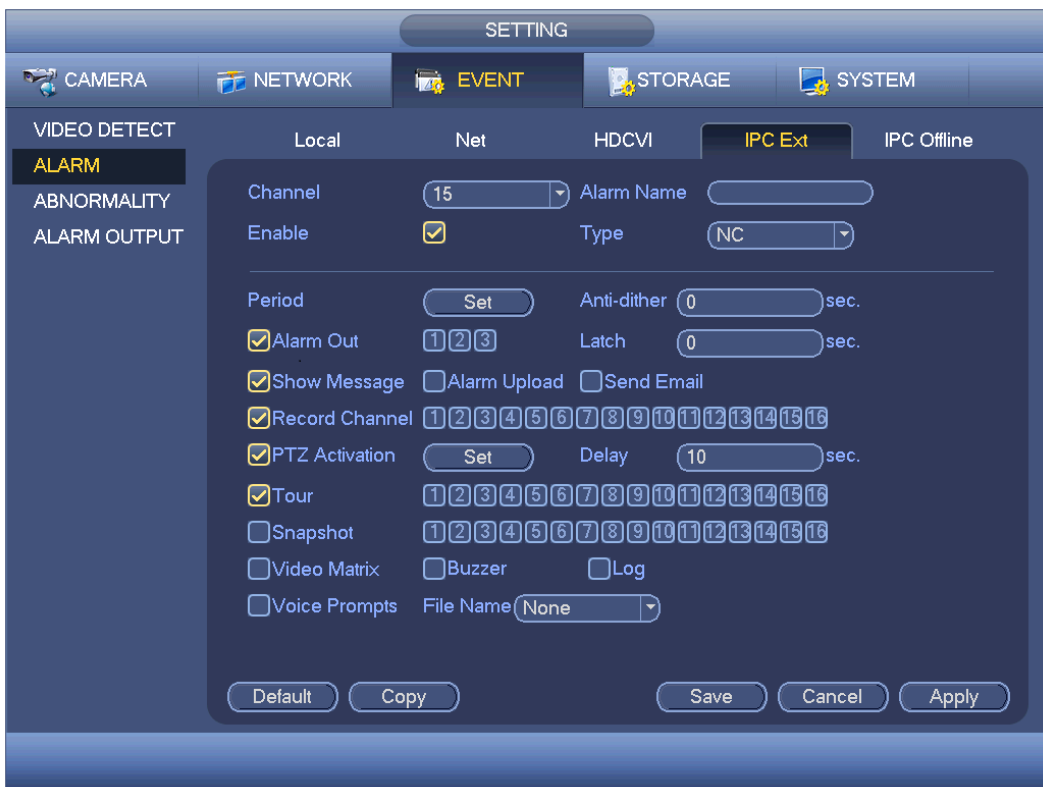 SETTING
CAMERA NETWORK EVENT STORAGE SYSTEM
VIDEO DETECT
ALARM
ABNORMALITY
ALARM OUTPUT
Local Net HDCVI IPC Ext IPC Offline
Channel 15 Alarm Name
Enable Type NC
Period Set Anti-dither 0 sec.
Alarm Out 1 2 3 Latch 0 sec.
Show Message Alarm Upload Send Email
Record Channel 1 2 3 4 5 6 7 8 9 10 11 12 13 14 15 16
PTZ Activation Set Delay 10 sec.
Tour 1 2 3 4 5 6 7 8 9 10 11 12 13 14 15 16
Snapshot 1 2 3 4 5 6 7 8 9 10 11 12 13 14 15 16
Video Matrix Buzzer Log
Voice Prompts File Name None
Default Copy Save Cancel Apply